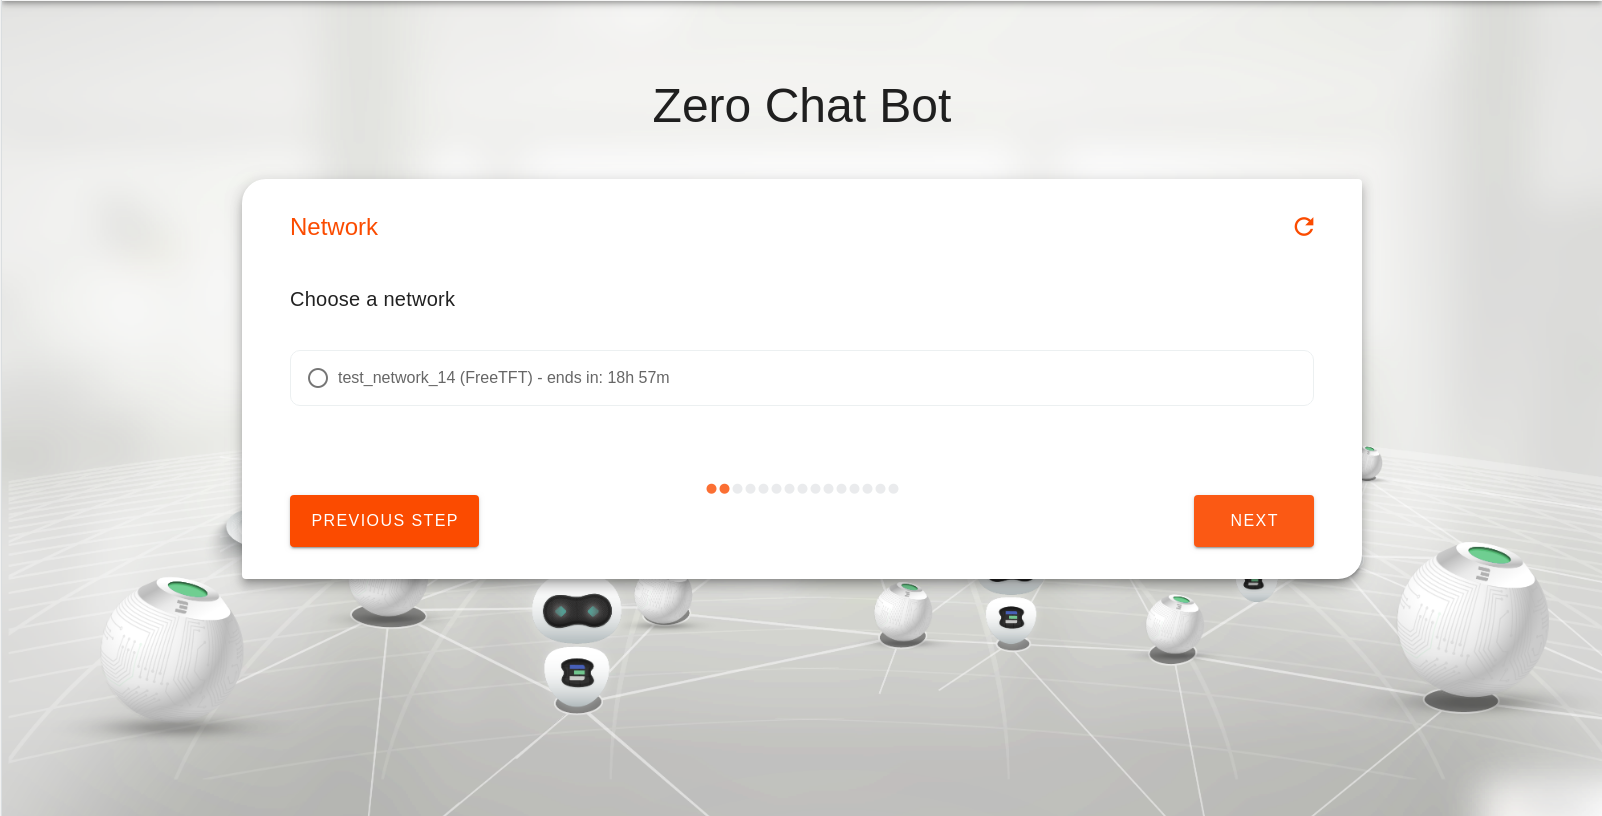 Zero Chat Bot
Network
Choose a network
test_network_14 (FreeTFT) - ends in: 18h 57m
PREVIOUS STEP
NEXT